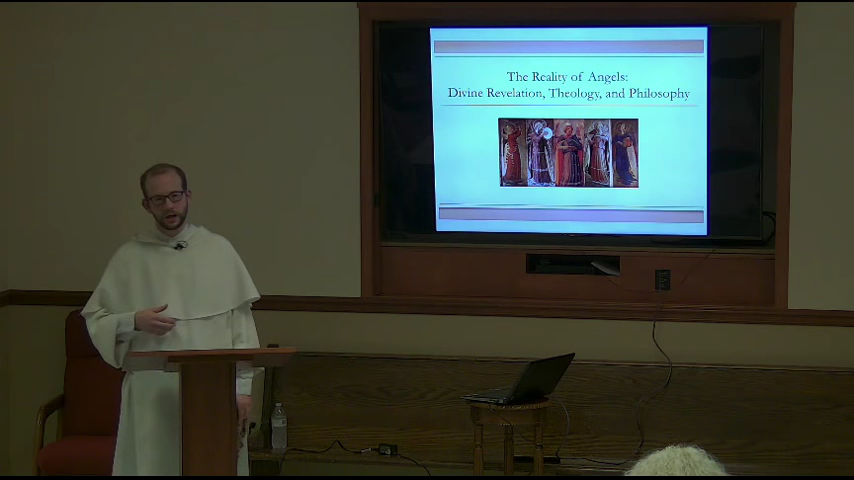 The Reality of Angels:
Divine Revelation, Theology, and Philosophy